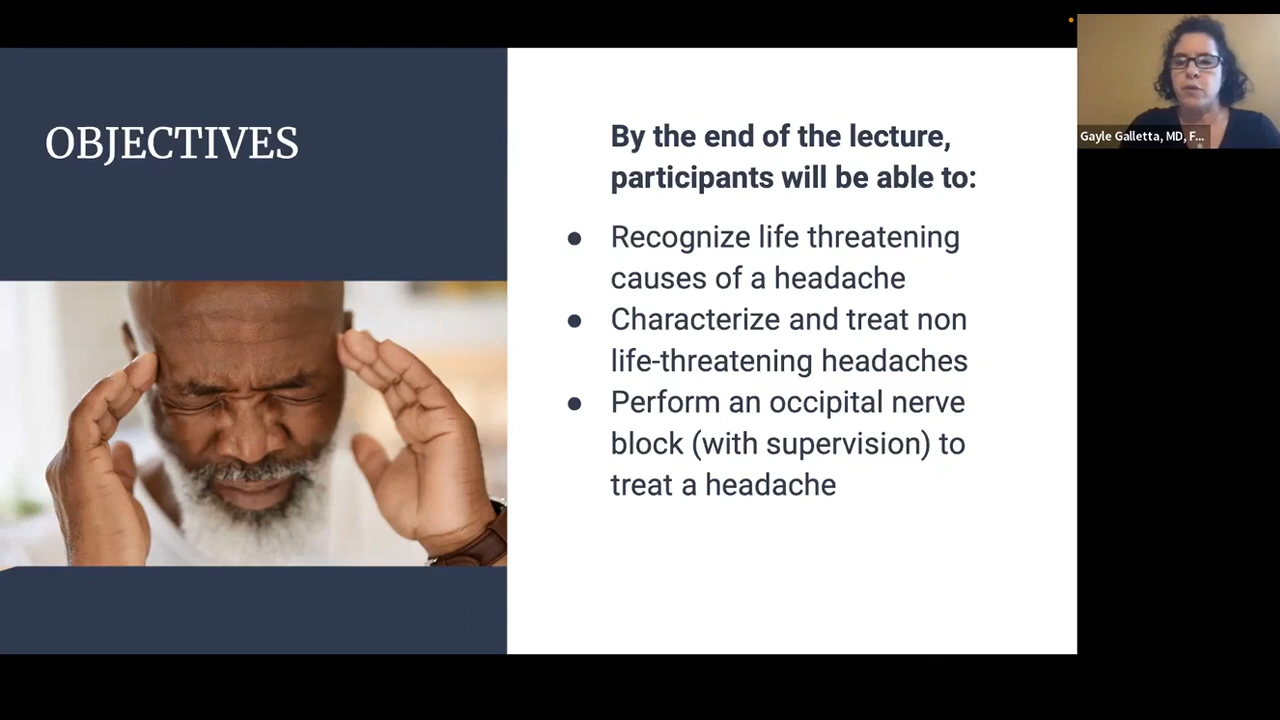 OBJECTIVES
By the end of the lecture,
participants will be able to:
● Recognize life threatening
causes of a headache
● Characterize and treat non
life-threatening headaches
● Perform an occipital nerve
block (with supervision) to
treat a headache
Gayle Galletta, MD, F...